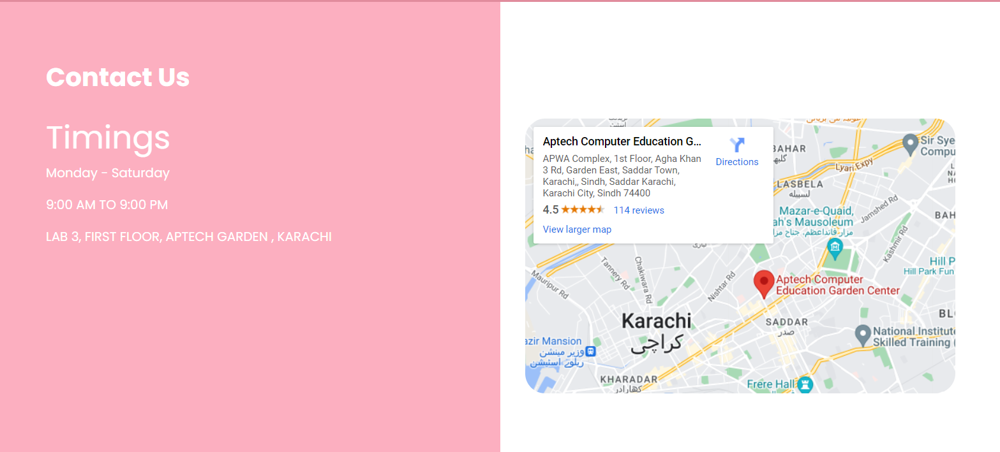 Contact Us
Timings
Monday - Saturday
9:00 AM TO 9:00 PM
LAB 3, FIRST FLOOR, APTECH GARDEN , KARACHI
Aptech Computer Education G...
APWA Complex, 1st Floor, Agha Khan
3 Rd, Garden East, Saddar Town,
Karachi,, Sindh, Saddar Karachi,
Karachi City, Sindh 74400
4.5
114 reviews
View larger map
Directions
BAHAR
Sir Sye
Compu
Lyari Expy
LASBELA
لسبیلہ
Mazar-e-Quaid,
ah's Mausoleum
مزار قائداعظم، جناح
Jamshed Rd
BAH
Kashmir Rd
Hill P
Hill Park Fun
Tannery Rd
Chakiwara Rd
Mauripur Rd
Nishtar Rd
Aptech Computer
Education Garden Center
Karachi
كراچی
SADDAR
صدر
BL
National Institut
Skilled Training (
azir Mansion
وزیر مینشن
ریلوے اسٹیشن
KHARADAR
کھارادر
Frere Hall